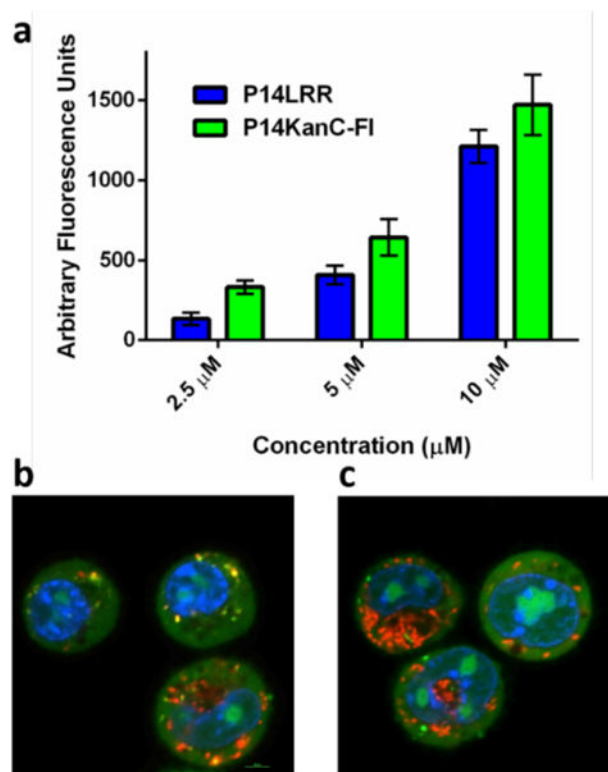 a
Arbitrary Fluorescence Units
1500
1000
500
0
P14LRR
P14KanC-Fl
2.5 μM
5 μM
10 μM
Concentration (μM)
b
c